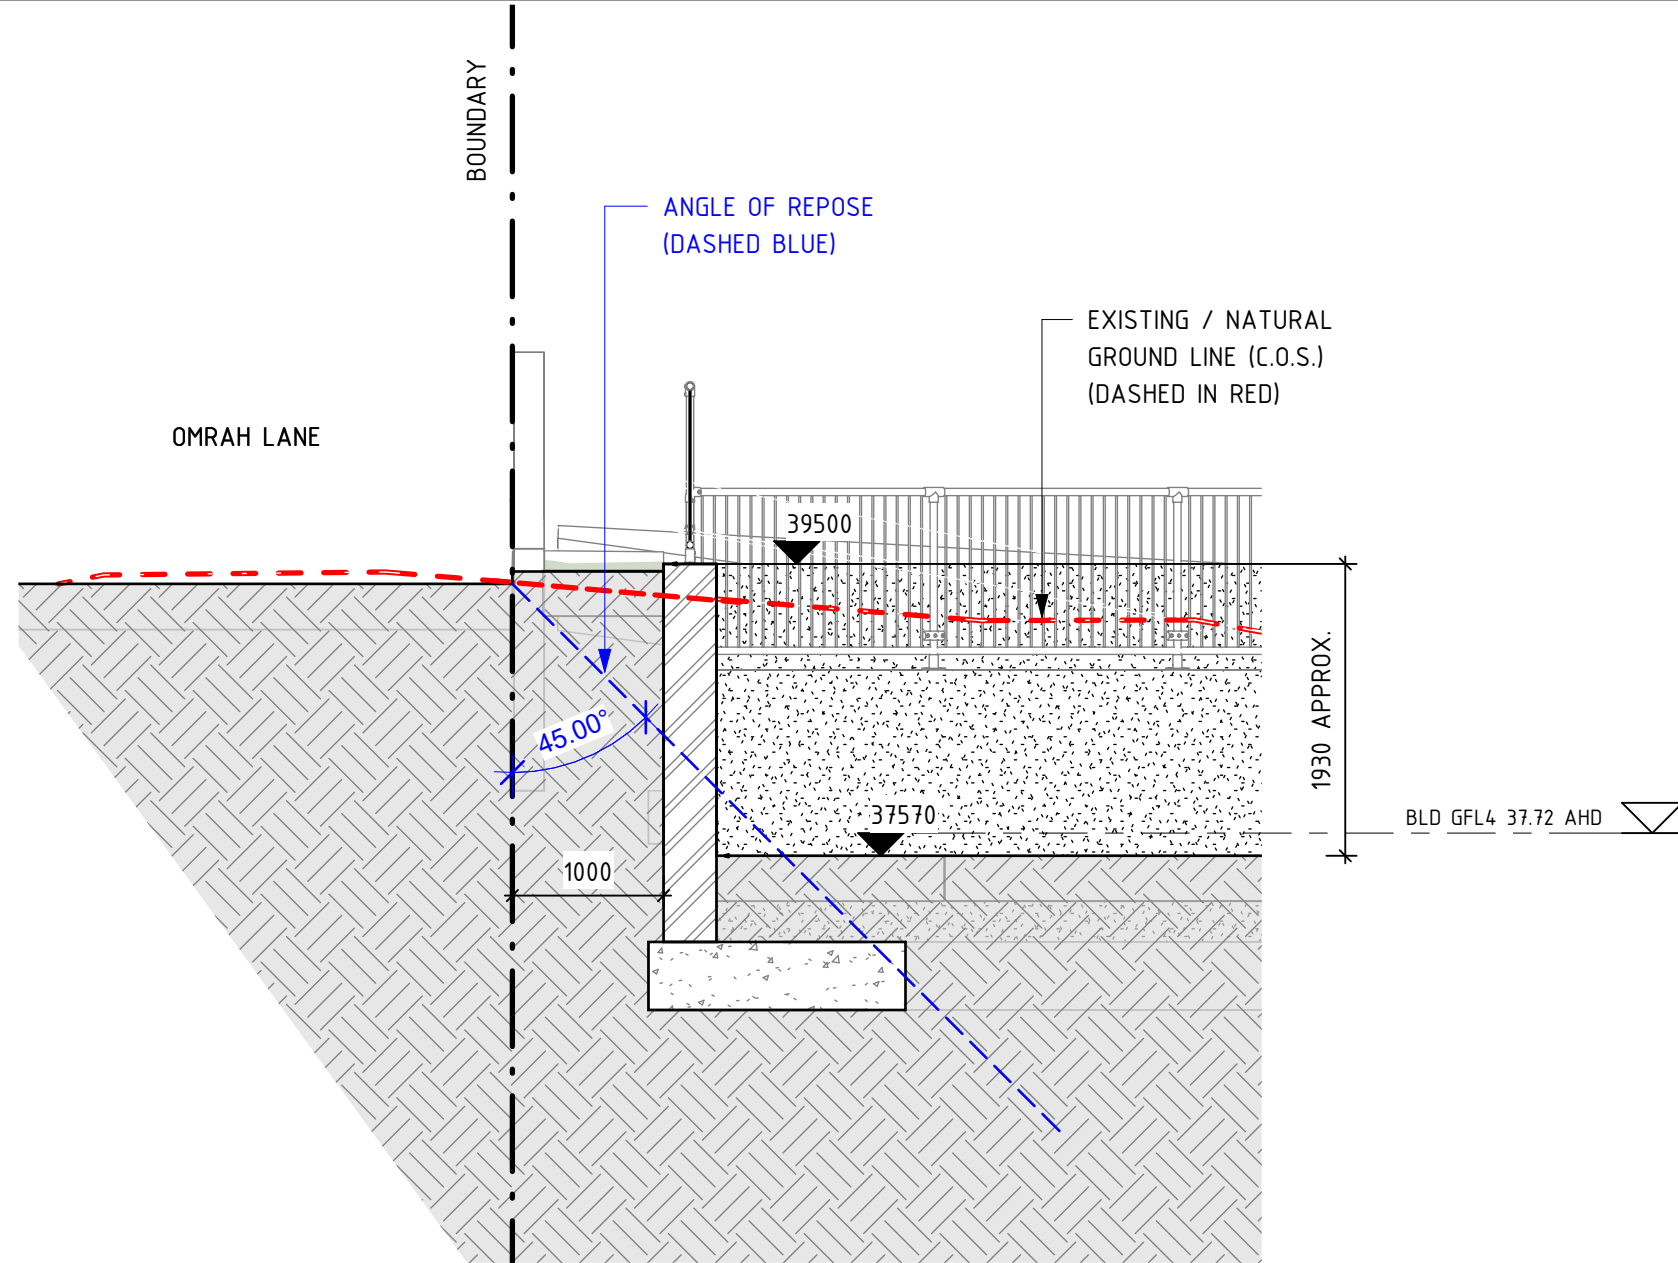 BOUNDARY
ANGLE OF REPOSE
(DASHED BLUE)
EXISTING / NATURAL
GROUND LINE (C.O.S.)
(DASHED IN RED)
OMRAH LANE
39500
45.00°
1930 APPROX.
37570
BLD GFL4 37.72 AHD
1000